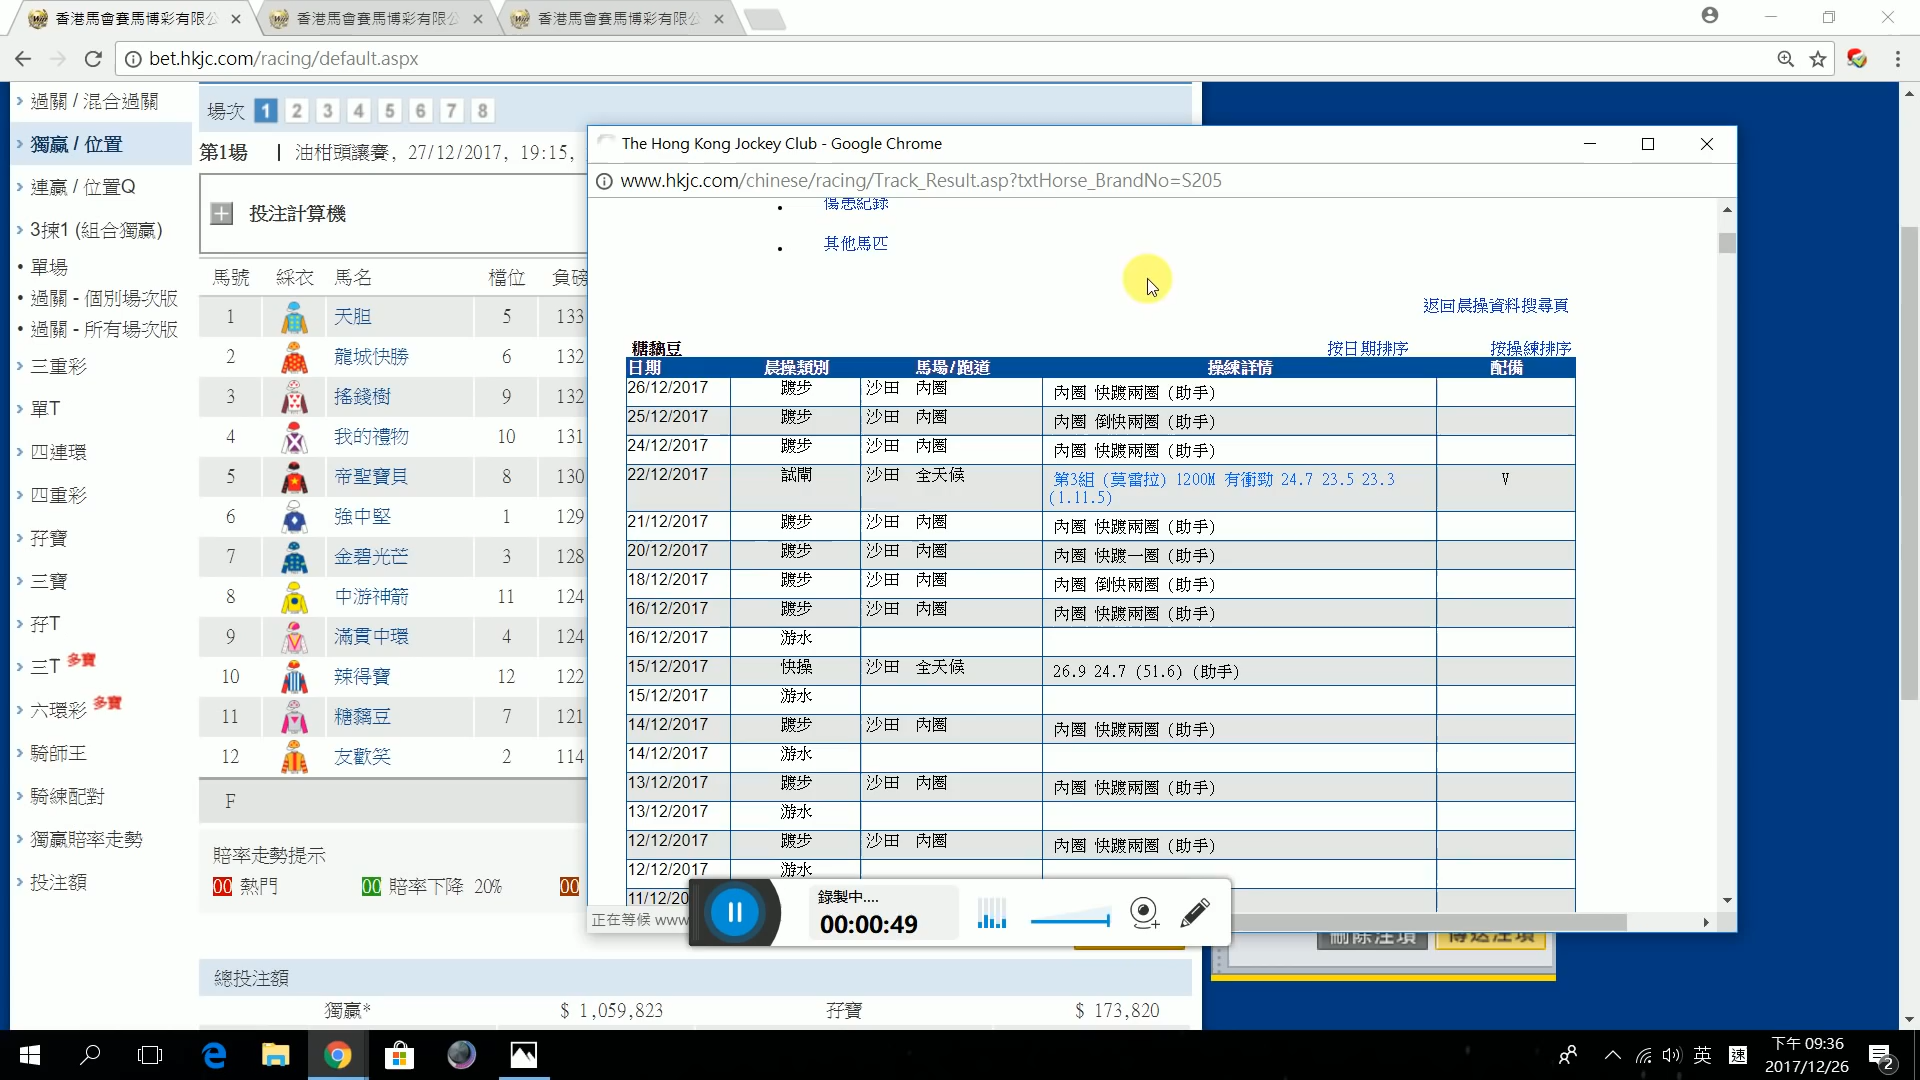 香港馬會賽馬博彩有限公
香港馬會賽馬博彩有限公
香港馬會賽馬博彩有限公
bet.hkjc.com/racing/default.aspx
過關 / 混合過關
獨贏 / 位置
連贏 / 位置Q
3揀1 (組合獨贏)
單場
過關 - 個別場次版
過關 - 所有場次版
三重彩
單T
四連環
四重彩
孖寶
三寶
孖T
三T 多寶
六環彩 多寶
騎師王
騎練配對
獨贏賠率走勢
投注額
場次 1 2 3 4 5 6 7 8
第1場 | 油柑頭讓賽, 27/12/2017, 19:15,
投注計算機
馬號 綵衣 馬名 檔位 負磅
1 天胆 5 133
2 龍城快勝 6 132
3 搖錢樹 9 132
4 我的禮物 10 131
5 帝聖寶貝 8 130
6 強中堅 1 129
7 金碧光芒 3 128
8 中游神箭 11 124
9 滿貫中環 4 124
10 辣得寶 12 122
11 糖黐豆 7 121
12 友歡笑 2 114
F
賠率走勢提示
00 熱門 00 賠率下降 20% 00
總投注額
獨贏* $ 1,059,823 孖寶 $ 173,820
The Hong Kong Jockey Club - Google Chrome
www.hkjc.com/chinese/racing/Track_Result.asp?txtHorse_BrandNo=S205
傷患紀錄
其他馬匹
返回晨操資料搜尋頁
糖黐豆 按日期排序 按操練排序
日期 晨操類別 馬場/跑道 操練詳情 配備
26/12/2017 踱步 沙田 內圈 內圈 快踱兩圈 (助手)
25/12/2017 踱步 沙田 內圈 內圈 倒快兩圈 (助手)
24/12/2017 踱步 沙田 內圈 內圈 快踱兩圈 (助手)
22/12/2017 試閘 沙田 全天候 第3組 (莫雷拉) 1200M 有衝勁 24.7 23.5 23.3 V
(1.11.5)
21/12/2017 踱步 沙田 內圈 內圈 快踱兩圈 (助手)
20/12/2017 踱步 沙田 內圈 內圈 快踱一圈 (助手)
18/12/2017 踱步 沙田 內圈 內圈 倒快兩圈 (助手)
16/12/2017 踱步 沙田 內圈 內圈 快踱兩圈 (助手)
16/12/2017 游水
15/12/2017 快操 沙田 全天候 26.9 24.7 (51.6) (助手)
15/12/2017 游水
14/12/2017 踱步 沙田 內圈 內圈 快踱兩圈 (助手)
14/12/2017 游水
13/12/2017 踱步 沙田 內圈 內圈 快踱兩圈 (助手)
13/12/2017 游水
12/12/2017 踱步 沙田 內圈 內圈 快踱兩圈 (助手)
12/12/2017 游水
11/12/20
正在等候 www
錄製中....
00:00:49
刪除注項 傳送注項
英 速
下午 09:36
2017/12/26
2